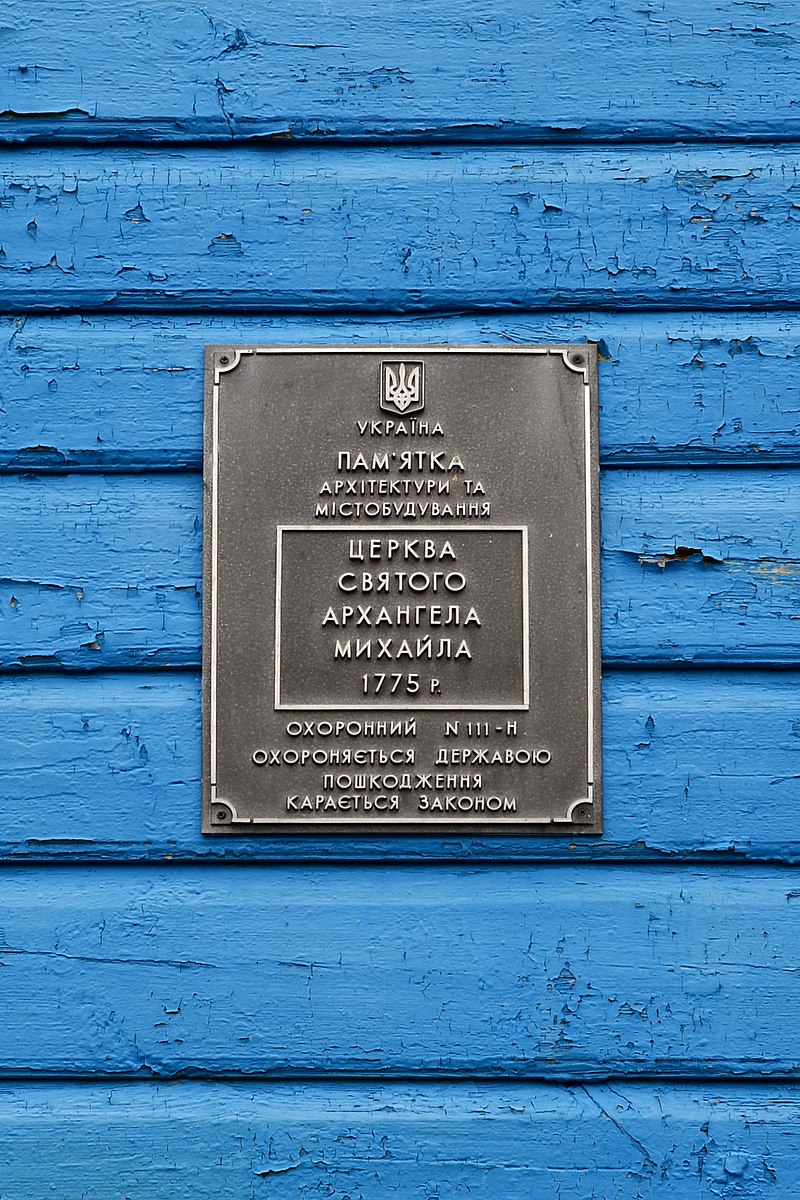 УКРАЇНА
ПАМ'ЯТКА
АРХІТЕКТУРИ ТА
МІСТОБУДУВАННЯ
ЦЕРКВА
СВЯТОГО
АРХАНГЕЛА
МИХАЙЛА
1775 Р.
ОХОРОННИЙ N 111-Н
ОХОРОНЯЄТЬСЯ ДЕРЖАВОЮ
ПОШКОДЖЕННЯ
КАРАЄТЬСЯ ЗАКОНОМ